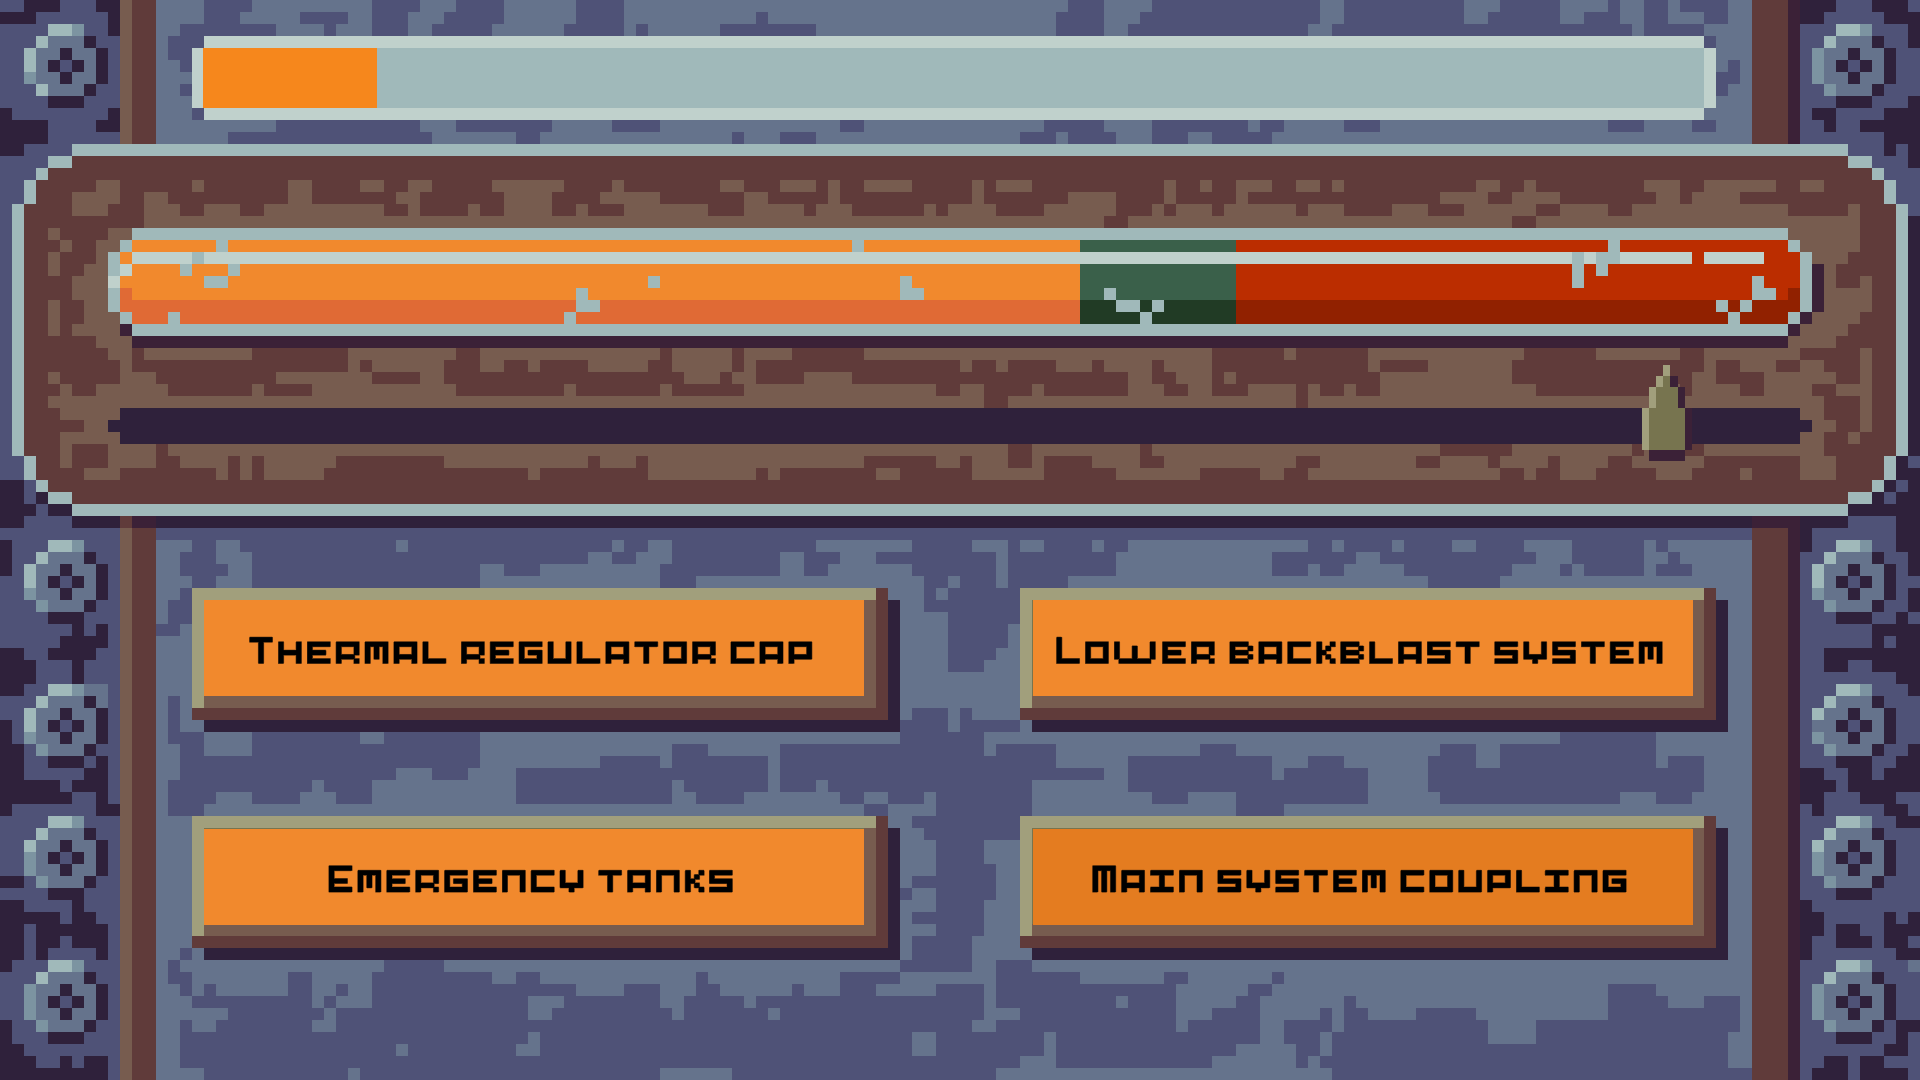 Thermal regulator cap
Lower backblast system
Emergency tanks
Main system coupling